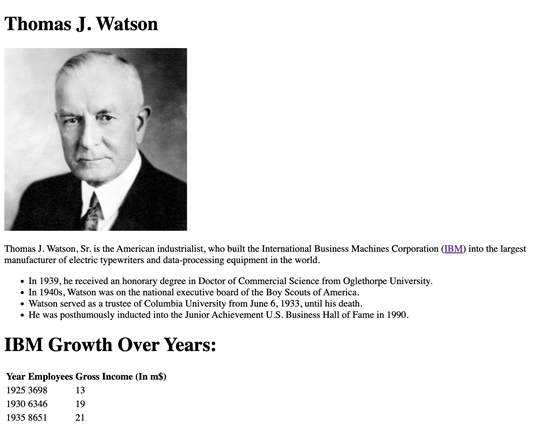 Thomas J. Watson
Thomas J. Watson, Sr. is the American industrialist, who built the International Business Machines Corporation (IBM) into the largest
manufacturer of electric typewriters and data-processing equipment in the world.
• In 1939, he received an honorary degree in Doctor of Commercial Science from Oglethorpe University.
• In 1940s, Watson was on the national executive board of the Boy Scouts of America.
• Watson served as a trustee of Columbia University from June 6, 1933, until his death.
• He was posthumously inducted into the Junior Achievement U.S. Business Hall of Fame in 1990.
IBM Growth Over Years:
Year Employees Gross Income (In m$)
1925 3698 13
1930 6346 19
1935 8651 21